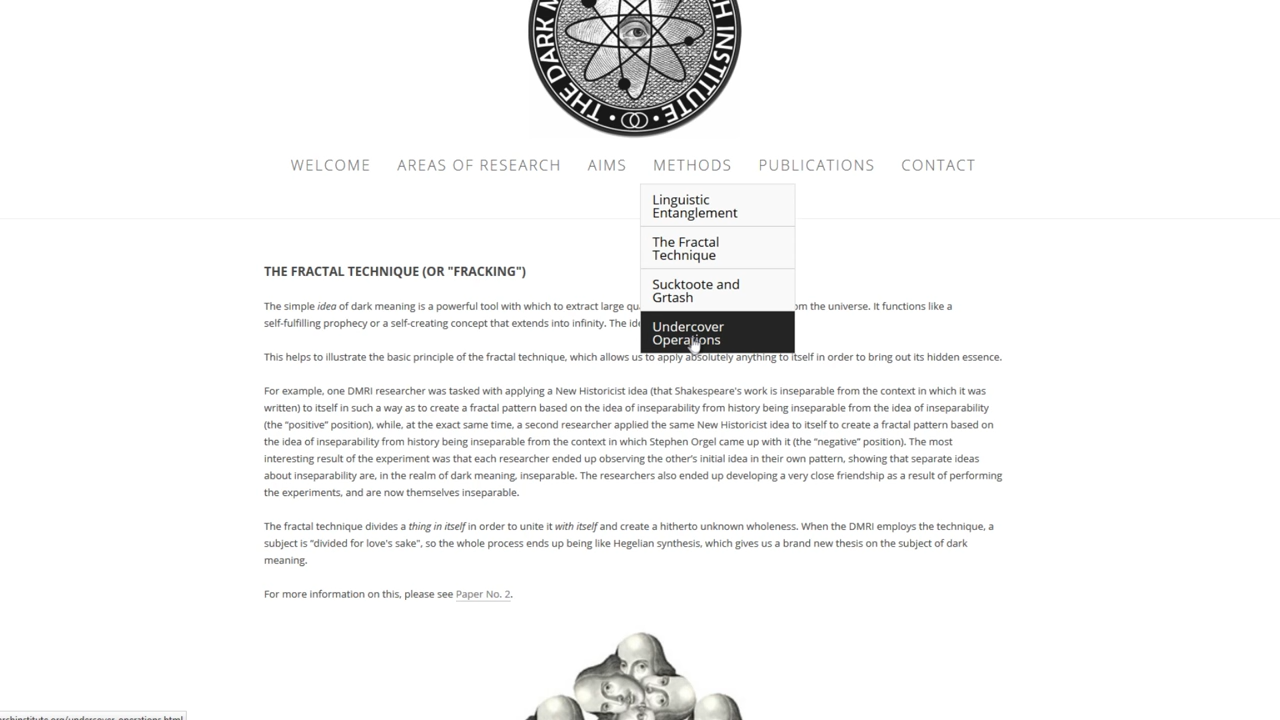 THE DARK M
CH INSTITUTE
WELCOME AREAS OF RESEARCH AIMS METHODS PUBLICATIONS CONTACT
Linguistic
Entanglement
The Fractal
Technique
Sucktoote and
Grtash
Undercover
Operations
THE FRACTAL TECHNIQUE (OR "FRACKING")
The simple idea of dark meaning is a powerful tool with which to extract large om the universe. It functions like a
self-fulfilling prophecy or a self-creating concept that extends into infinity. The
This helps to illustrate the basic principle of the fractal technique, which allows us to apply absolutely anything to itself in order to bring out its hidden essence.
For example, one DMRI researcher was tasked with applying a New Historicist idea (that Shakespeare's work is inseparable from the context in which it was
written) to itself in such a way as to create a fractal pattern based on the idea of inseparability from history being inseparable from the idea of inseparability
(the “positive” position), while, at the exact same time, a second researcher applied the same New Historicist idea to itself to create a fractal pattern based on
the idea of inseparability from history being inseparable from the context in which Stephen Orgel came up with it (the “negative” position). The most
interesting result of the experiment was that each researcher ended up observing the other’s initial idea in their own pattern, showing that separate ideas
about inseparability are, in the realm of dark meaning, inseparable. The researchers also ended up developing a very close friendship as a result of performing
the experiments, and are now themselves inseparable.
The fractal technique divides a thing in itself in order to unite it with itself and create a hitherto unknown wholeness. When the DMRI employs the technique, a
subject is “divided for love's sake”, so the whole process ends up being like Hegelian synthesis, which gives us a brand new thesis on the subject of dark
meaning.
For more information on this, please see Paper No. 2.
rchinstitute.org/undercover-operations.html